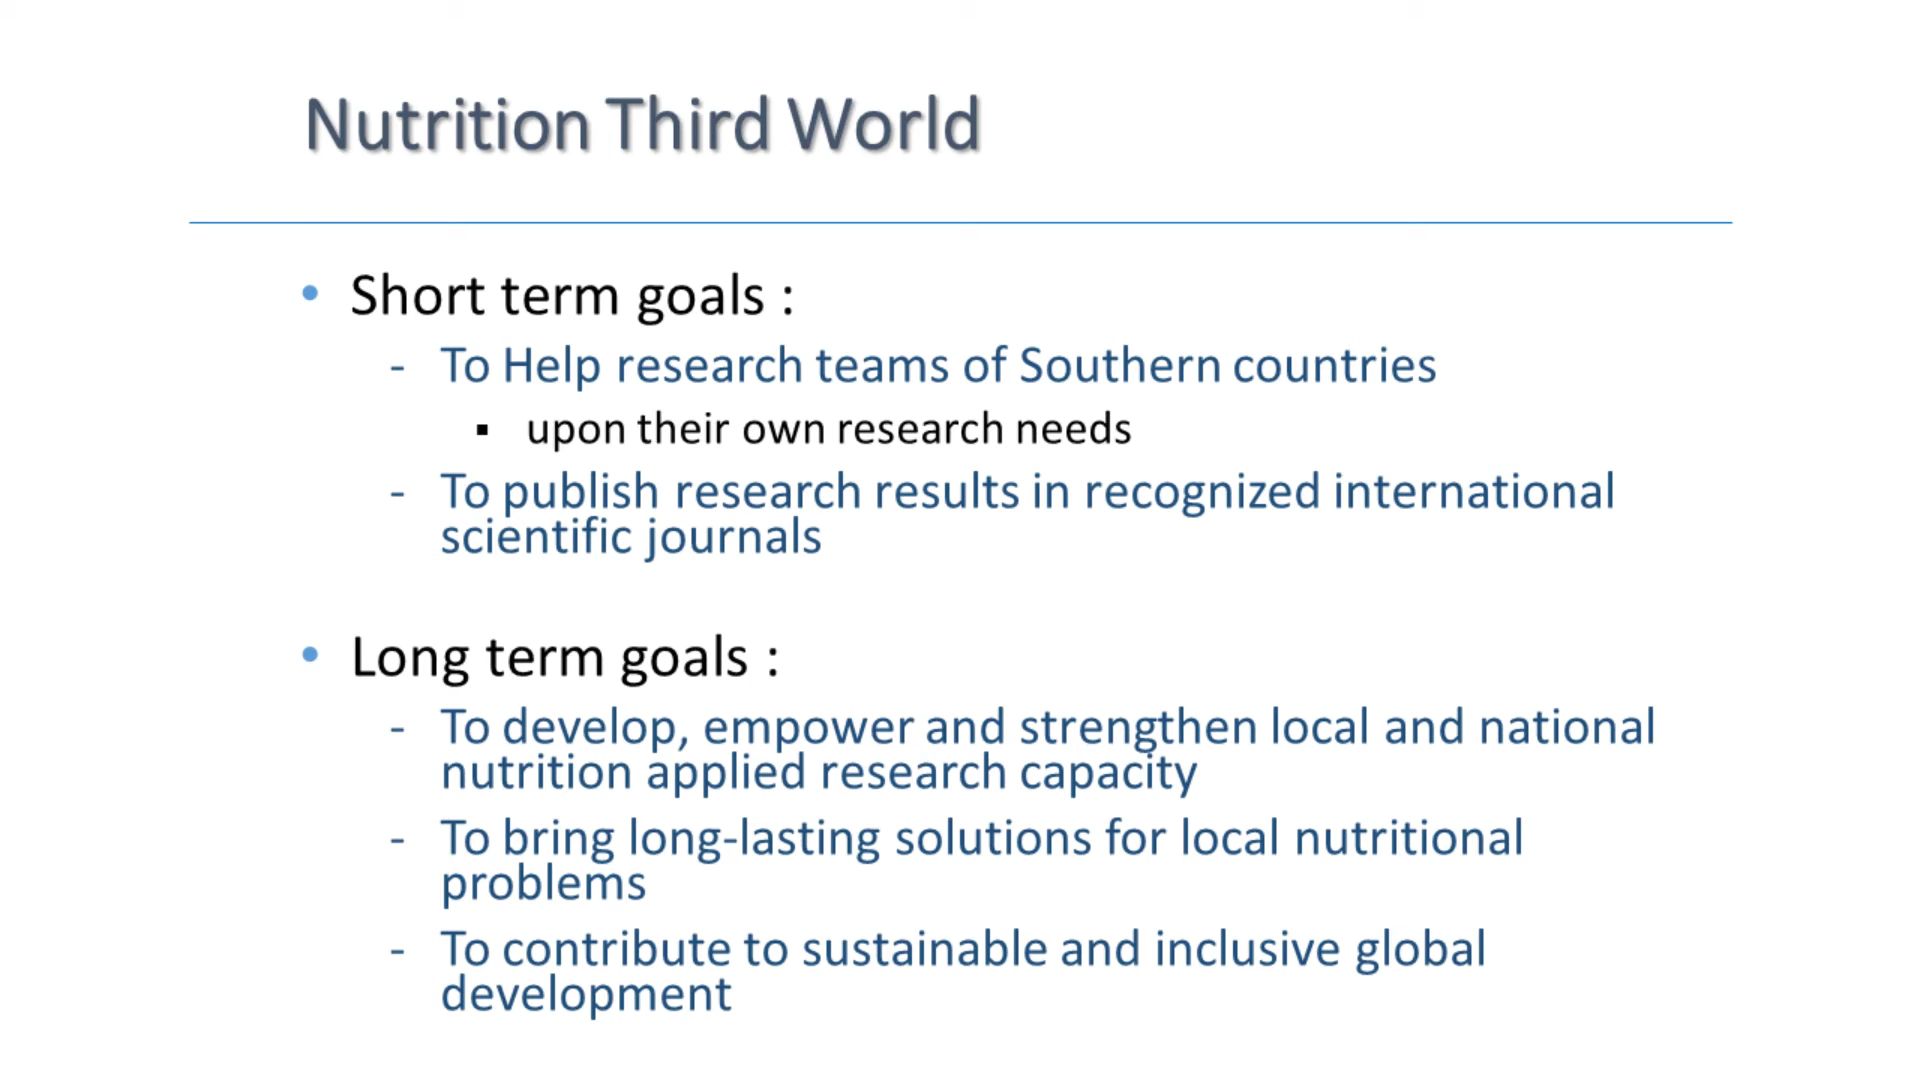 Nutrition Third World
• Short term goals :
- To Help research teams of Southern countries
▪ upon their own research needs
- To publish research results in recognized international
scientific journals
• Long term goals :
- To develop, empower and strengthen local and national
nutrition applied research capacity
- To bring long-lasting solutions for local nutritional
problems
- To contribute to sustainable and inclusive global
development